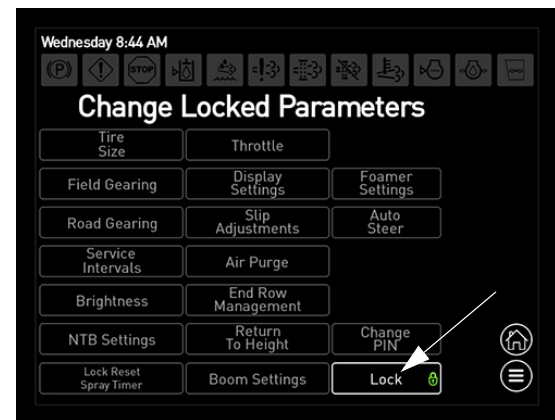 Wednesday 8:44 AM
(P) STOP
Change Locked Parameters
Tire
Size
Throttle
Field Gearing
Display
Settings
Foamer
Settings
Road Gearing
Slip
Adjustments
Auto
Steer
Service
Intervals
Air Purge
Brightness
End Row
Management
NTB Settings
Return
To Height
Change
PIN
Lock Reset
Spray Timer
Boom Settings
Lock